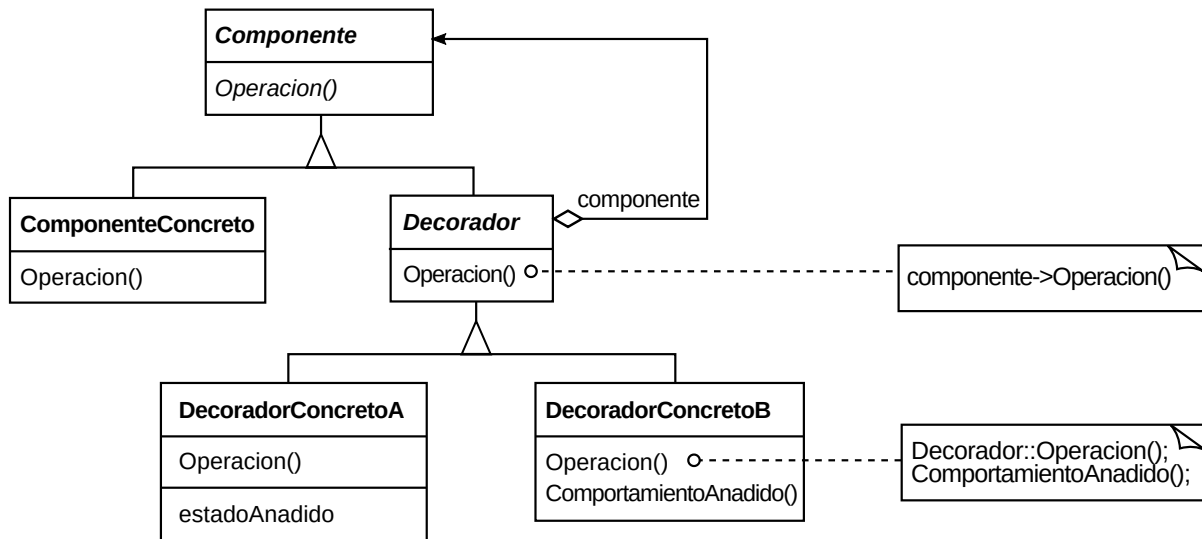 Componente
Operacion()
componente
ComponenteConcreto
Operacion()
Decorador
Operacion()
componente->Operacion()
DecoradorConcretoA
Operacion()
estadoAnadido
DecoradorConcretoB
Operacion()
ComportamientoAnadido()
Decorador::Operacion();
ComportamientoAnadido();